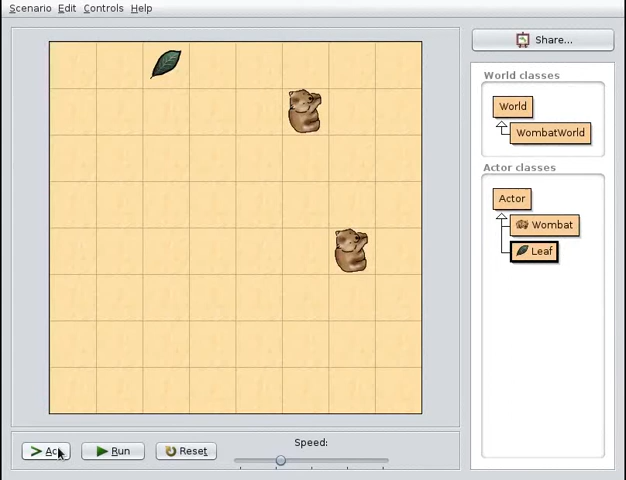 Scenario Edit Controls Help
Share...
World classes
World
WombatWorld
Actor classes
Actor
Wombat
Leaf
Speed:
Run
Reset